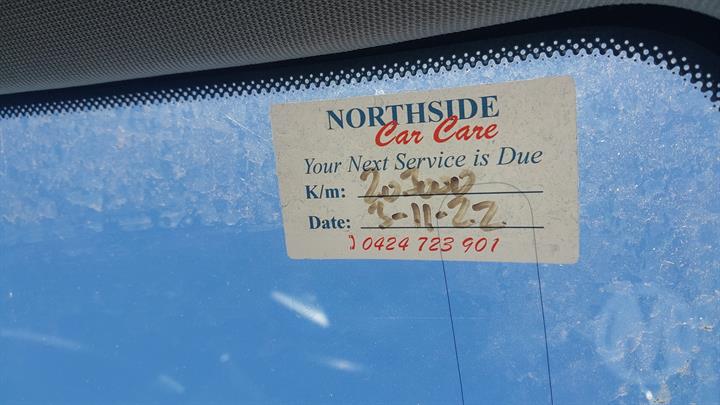 NORTHSIDE
Car Care
Your Next Service is Due
K/m: 203000
Date: 3-11-22.
0424 723 901